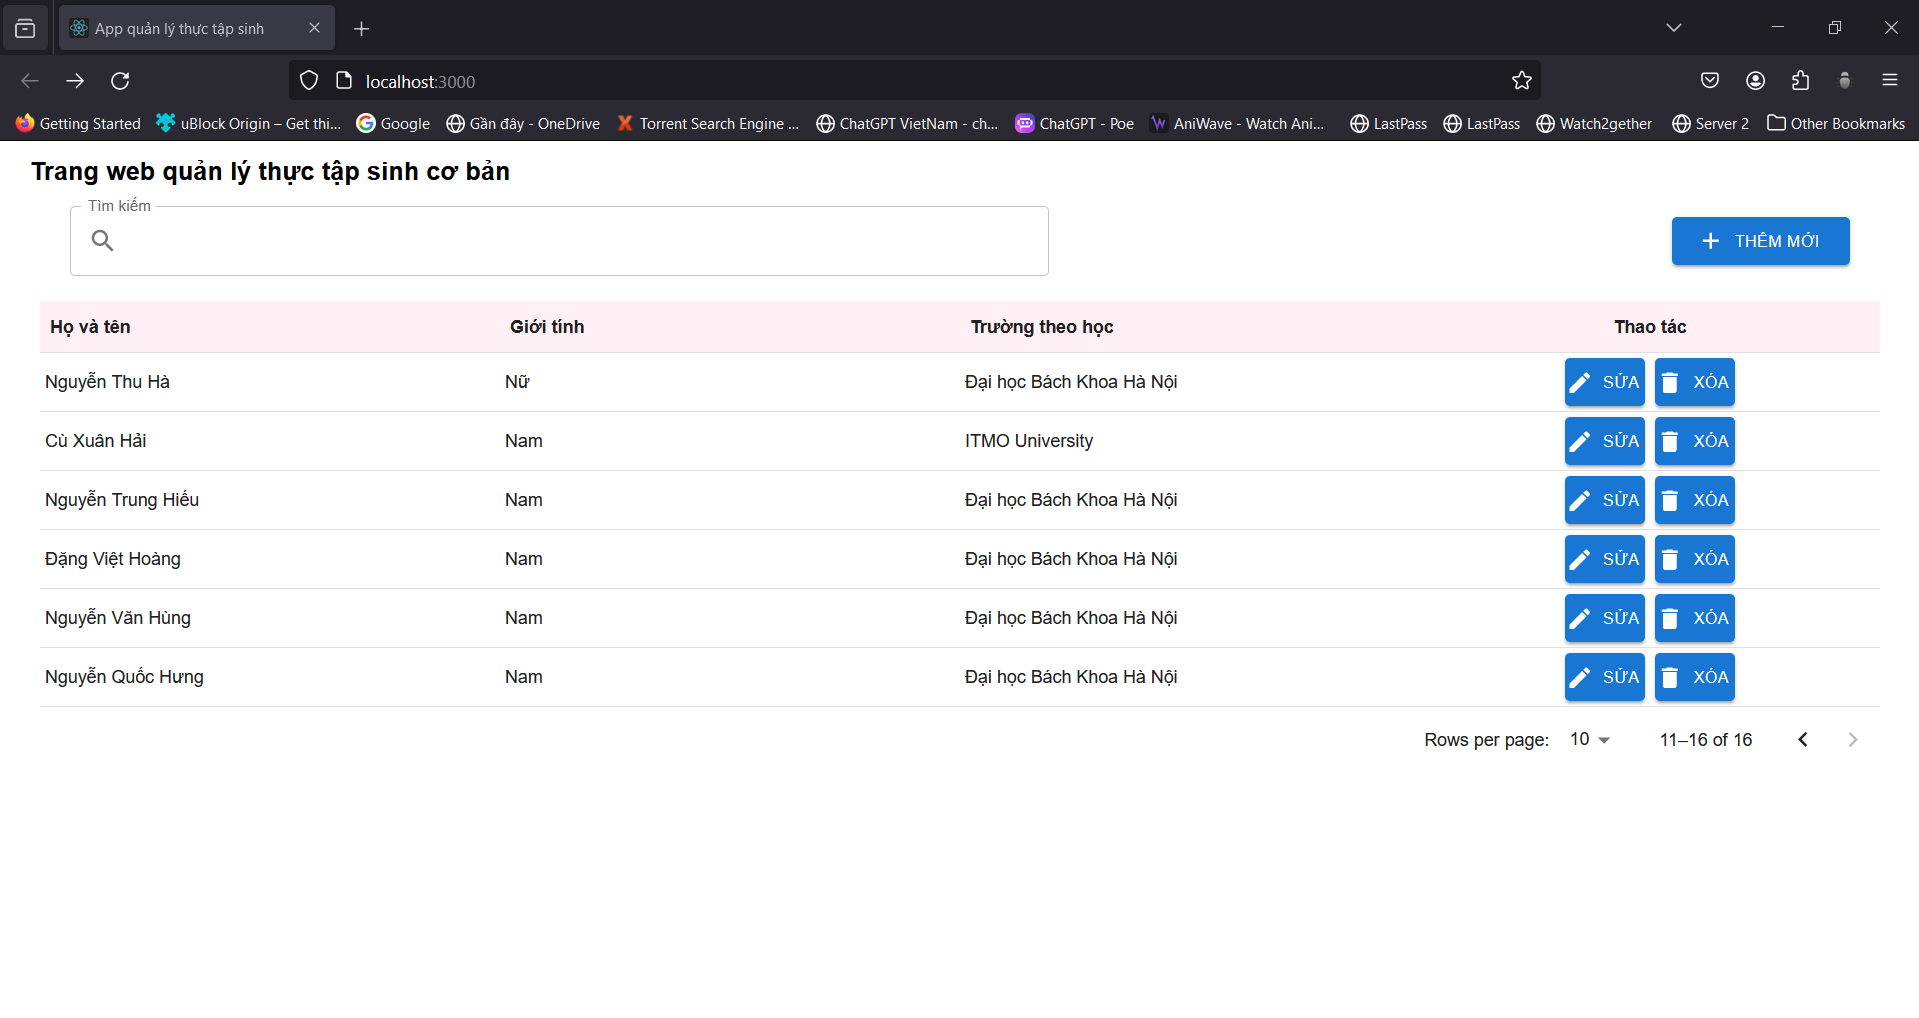 App quản lý thực tập sinh
localhost:3000
Getting Started uBlock Origin – Get thi... Google Gần đây - OneDrive Torrent Search Engine ... ChatGPT VietNam - ch... ChatGPT - Poe AniWave - Watch Ani... LastPass LastPass Watch2gether Server 2 Other Bookmarks
Trang web quản lý thực tập sinh cơ bản
Tìm kiếm
THÊM MỚI
Họ và tên Giới tính Trường theo học Thao tác
Nguyễn Thu Hà Nữ Đại học Bách Khoa Hà Nội SỬA XÓA
Cù Xuân Hải Nam ITMO University SỬA XÓA
Nguyễn Trung Hiếu Nam Đại học Bách Khoa Hà Nội SỬA XÓA
Đặng Việt Hoàng Nam Đại học Bách Khoa Hà Nội SỬA XÓA
Nguyễn Văn Hùng Nam Đại học Bách Khoa Hà Nội SỬA XÓA
Nguyễn Quốc Hưng Nam Đại học Bách Khoa Hà Nội SỬA XÓA
Rows per page: 10 11–16 of 16